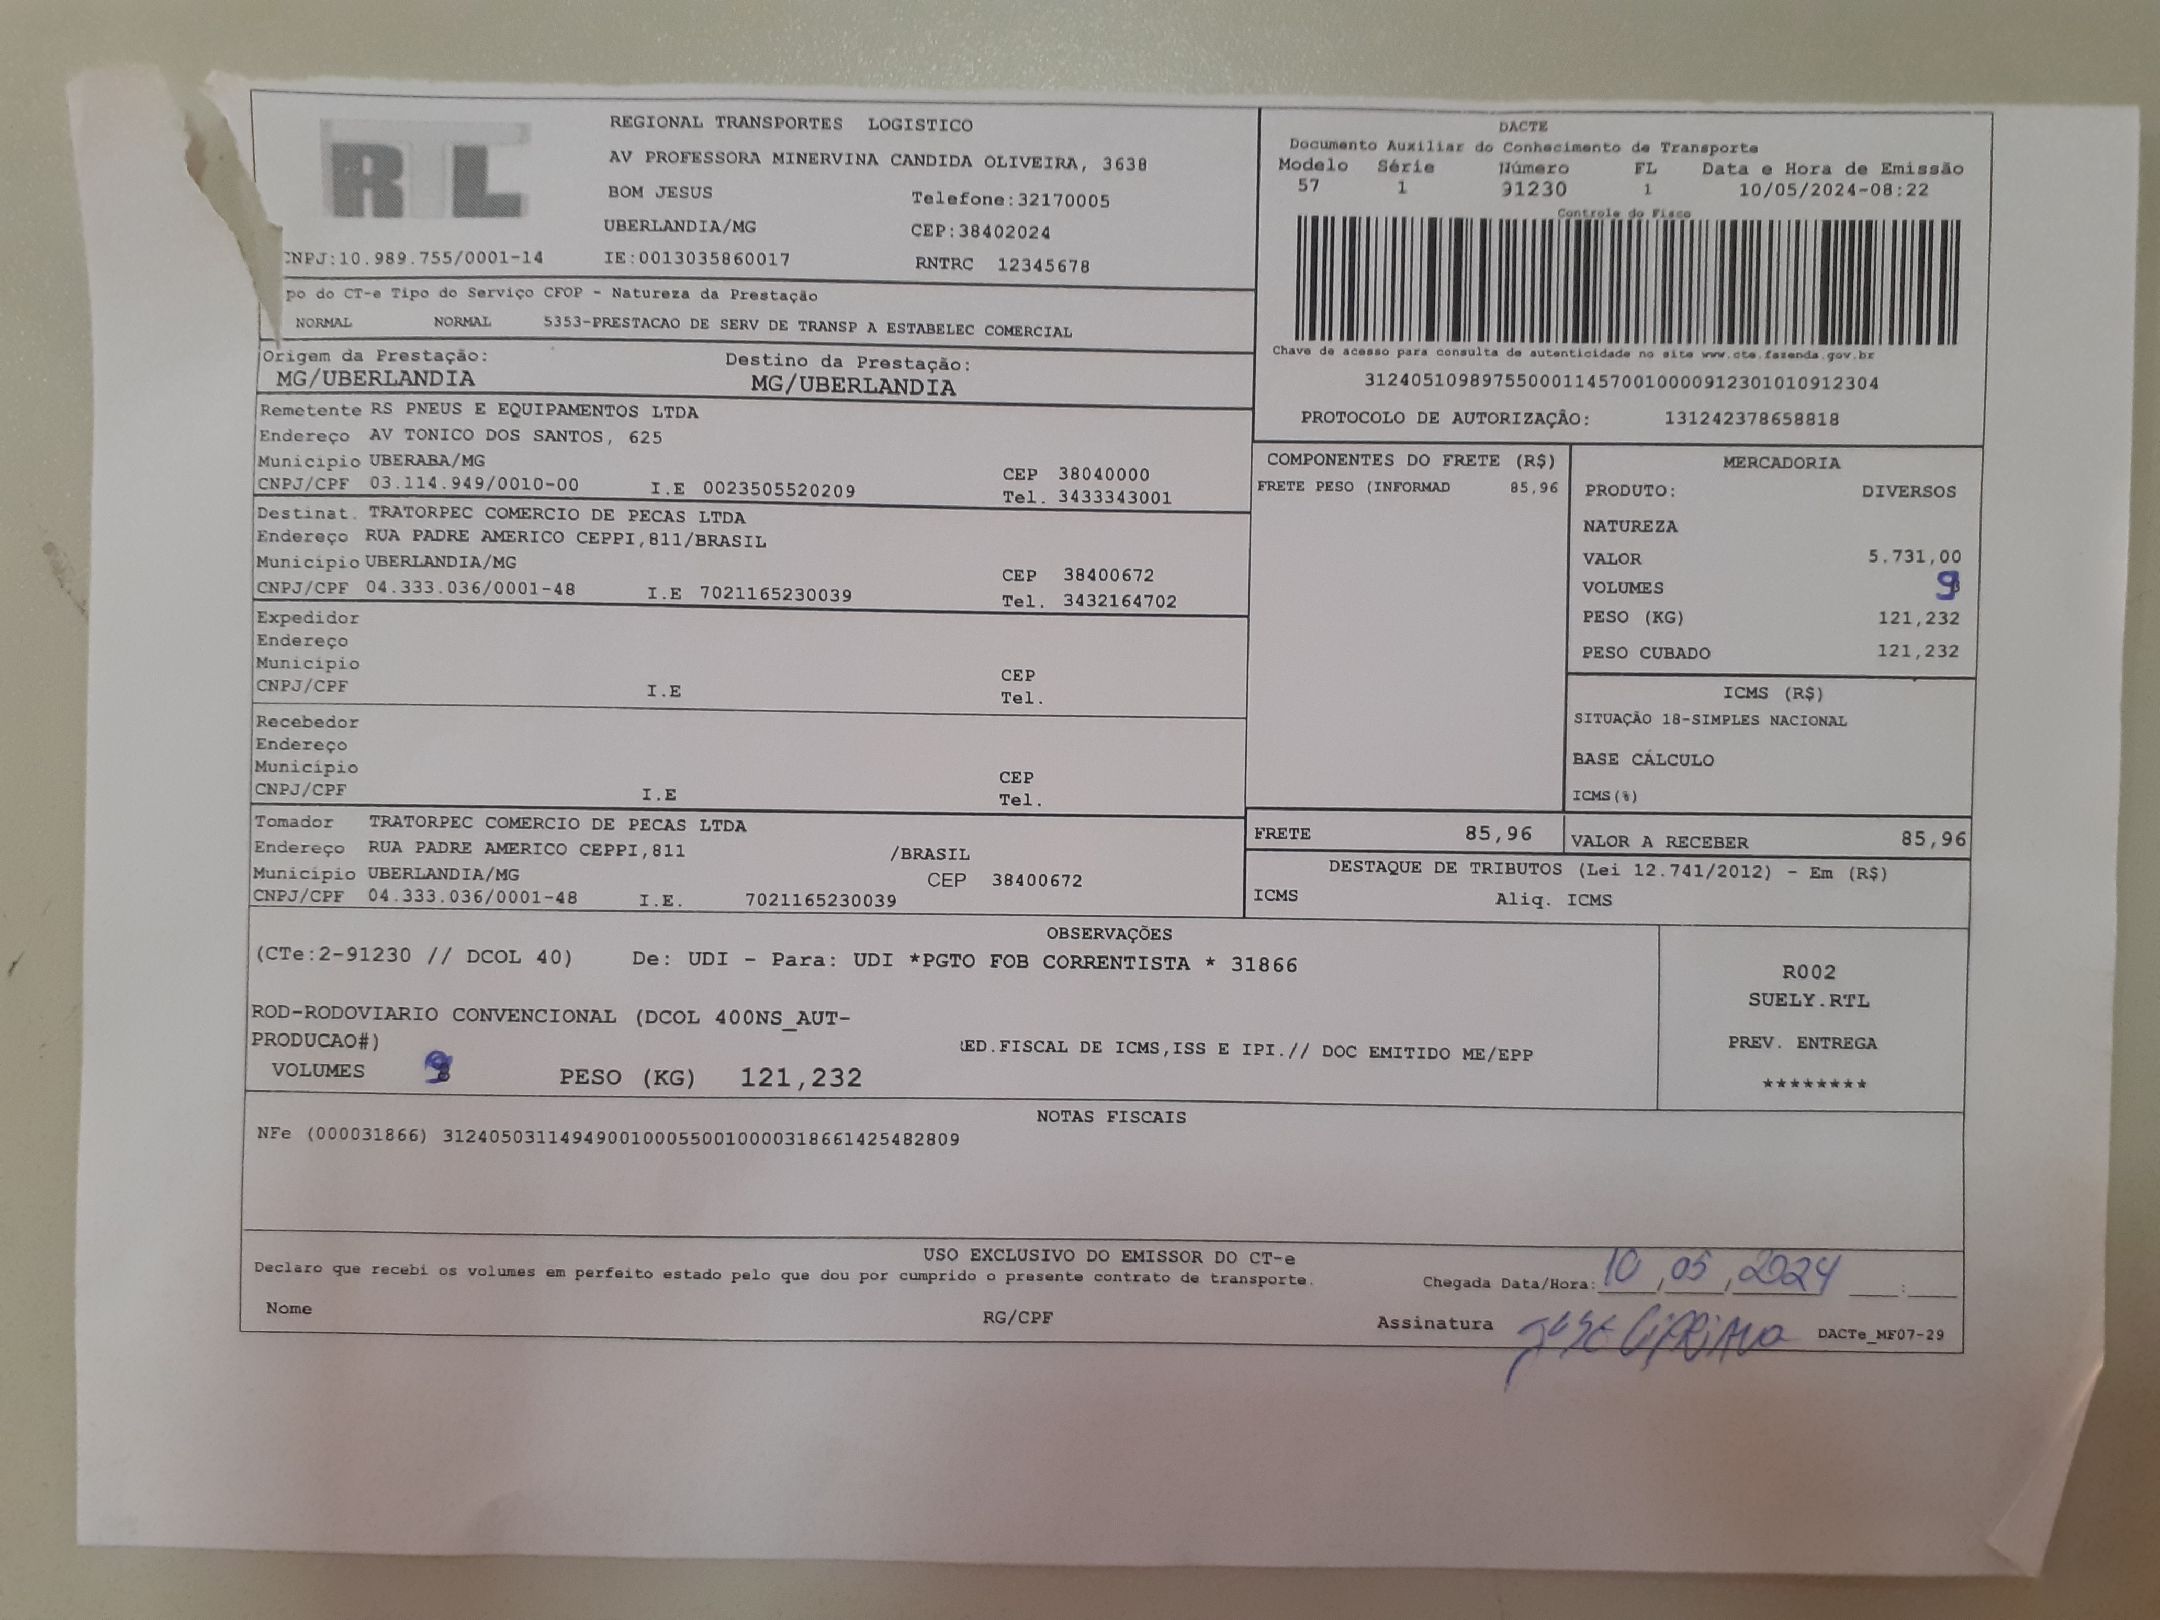 RTL
REGIONAL TRANSPORTES LOGISTICO
AV PROFESSORA MINERVINA CANDIDA OLIVEIRA, 3638
BOM JESUS Telefone:32170005
UBERLANDIA/MG CEP:38402024
CNPJ:10.989.755/0001-14 IE:0013035860017 RNTRC 12345678
po do CT-e Tipo do Serviço CFOP - Natureza da Prestação
NORMAL NORMAL 5353-PRESTACAO DE SERV DE TRANSP A ESTABELEC COMERCIAL
Origem da Prestação: Destino da Prestação:
MG/UBERLANDIA MG/UBERLANDIA
DACTE
Documento Auxiliar do Conhecimento de Transporte
Modelo Série Número FL Data e Hora de Emissão
57 1 91230 1 10/05/2024-08:22
Controle do Fisco
Chave de acesso para consulta de autenticidade no site www.cte.fazenda.gov.br
31240510989755000114570010000912301010912304
PROTOCOLO DE AUTORIZAÇÂO: 131242378658818
Remetente RS PNEUS E EQUIPAMENTOS LTDA
Endereço AV TONICO DOS SANTOS, 625
Municipio UBERABA/MG CEP 38040000
CNPJ/CPF 03.114.949/0010-00 I.E 0023505520209 Tel. 3433343001
Destinat. TRATORPEC COMERCIO DE PECAS LTDA
Endereço RUA PADRE AMERICO CEPPI,811/BRASIL
Municipio UBERLANDIA/MG CEP 38400672
CNPJ/CPF 04.333.036/0001-48 I.E 7021165230039 Tel. 3432164702
Expedidor
Endereço
Municipio CEP
CNPJ/CPF I.E Tel.
Recebedor
Endereço
Municipio CEP
CNPJ/CPF I.E Tel.
Tomador TRATORPEC COMERCIO DE PECAS LTDA
Endereço RUA PADRE AMERICO CEPPI,811 /BRASIL
Municipio UBERLANDIA/MG CEP 38400672
CNPJ/CPF 04.333.036/0001-48 I.E. 7021165230039
COMPONENTES DO FRETE (R$)
FRETE PESO (INFORMAD 85,96
MERCADORIA
PRODUTO: DIVERSOS
NATUREZA
VALOR 5.731,00
VOLUMES 9
PESO (KG) 121,232
PESO CUBADO 121,232
ICMS (R$)
SITUAÇÃO 18-SIMPLES NACIONAL
BASE CÁLCULO
ICMS(%)
FRETE 85,96 VALOR A RECEBER 85,96
DESTAQUE DE TRIBUTOS (Lei 12.741/2012) - Em (R$)
ICMS Aliq. ICMS
OBSERVAÇÕES
(CTe:2-91230 // DCOL 40) De: UDI - Para: UDI *PGTO FOB CORRENTISTA * 31866
ROD-RODOVIARIO CONVENCIONAL (DCOL 400NS_AUT-
PRODUCAO#) ED.FISCAL DE ICMS,ISS E IPI.// DOC EMITIDO ME/EPP
VOLUMES 9 PESO (KG) 121,232
R002
SUELY.RTL
PREV. ENTREGA
********
NOTAS FISCAIS
NFe (000031866) 31240503114949001000550010000318661425482809
USO EXCLUSIVO DO EMISSOR DO CT-e
Declaro que recebi os volumes em perfeito estado pelo que dou por cumprido o presente contrato de transporte. Chegada Data/Hora: 10,05,2024 :
Nome RG/CPF Assinatura JOSE CIPRIANO DACTe_MF07-29